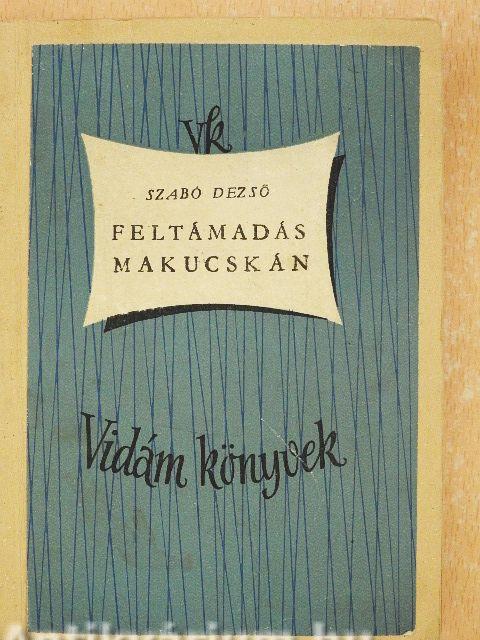 Vk
SZABÓ DEZSŐ
FELTÁMADÁS
MAKUCSKÁN
Vidám könyvek